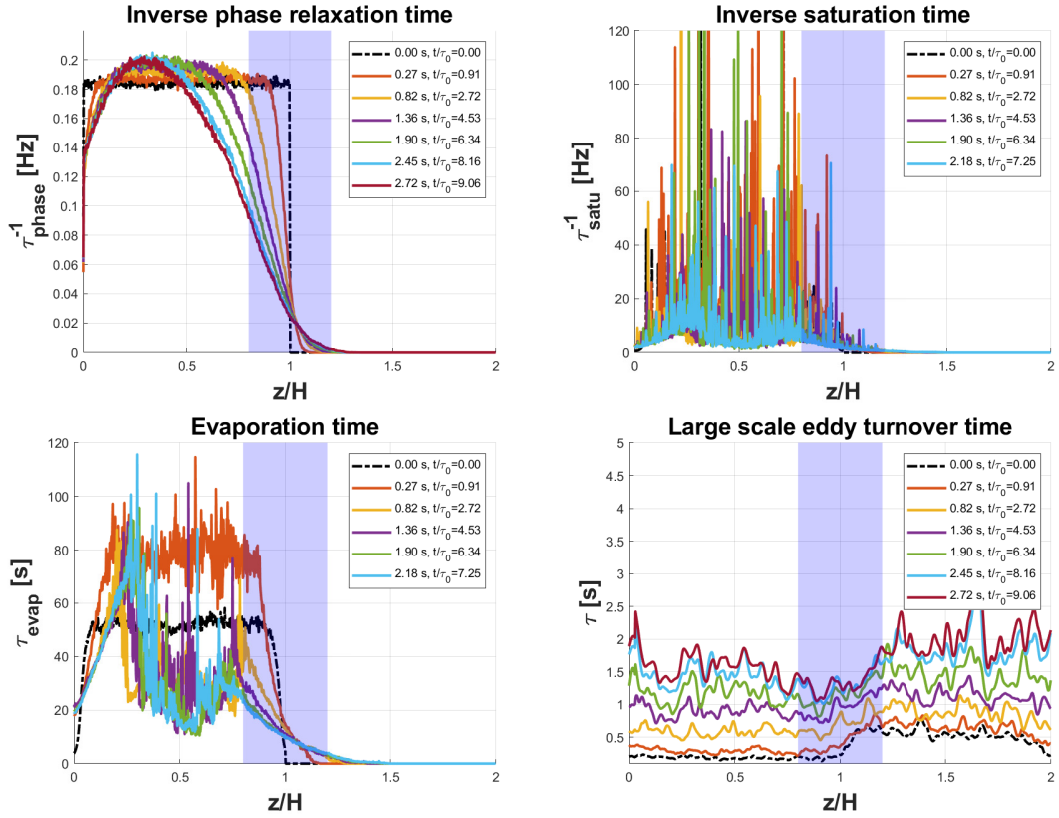 Inverse phase relaxation time
0.2
0.18
0.16
0.14
0.12
0.1
0.08
0.06
0.04
0.02
0
τ-1phase [Hz]
0.00 s, t/τ0=0.00
0.27 s, t/τ0=0.91
0.82 s, t/τ0=2.72
1.36 s, t/τ0=4.53
1.90 s, t/τ0=6.34
2.45 s, t/τ0=8.16
2.72 s, t/τ0=9.06
0 0.5 1 1.5 2
z/H
Inverse saturation time
120
100
80
60
40
20
0
τ-1satu [Hz]
0.00 s, t/τ0=0.00
0.27 s, t/τ0=0.91
0.82 s, t/τ0=2.72
1.36 s, t/τ0=4.53
1.90 s, t/τ0=6.34
2.18 s, t/τ0=7.25
0 0.5 1 1.5 2
z/H
Evaporation time
120
100
80
60
40
20
0
τevap [s]
0.00 s, t/τ0=0.00
0.27 s, t/τ0=0.91
0.82 s, t/τ0=2.72
1.36 s, t/τ0=4.53
1.90 s, t/τ0=6.34
2.18 s, t/τ0=7.25
0 0.5 1 1.5 2
z/H
Large scale eddy turnover time
5
4.5
4
3.5
3
2.5
2
1.5
1
0.5
τ [s]
0.00 s, t/τ0=0.00
0.27 s, t/τ0=0.91
0.82 s, t/τ0=2.72
1.36 s, t/τ0=4.53
1.90 s, t/τ0=6.34
2.45 s, t/τ0=8.16
2.72 s, t/τ0=9.06
0 0.5 1 1.5 2
z/H